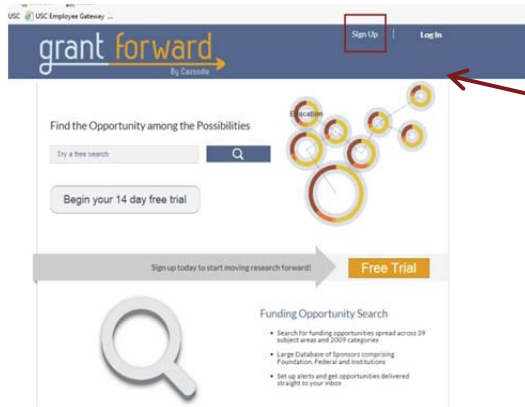 USC USC Employee Gateway ...
Sign Up | Log In
grant forward
By Cazoodle
Find the Opportunity among the Possibilities
Education
Try a free search
Begin your 14 day free trial
Sign up today to start moving research forward!
Free Trial
Funding Opportunity Search
• Search for funding opportunities spread across 39
subject areas and 2009 categories
• Large Database of Sponsors comprising
Foundation, Federal and Institutions
• Set up alerts and get opportunities delivered
straight to your inbox